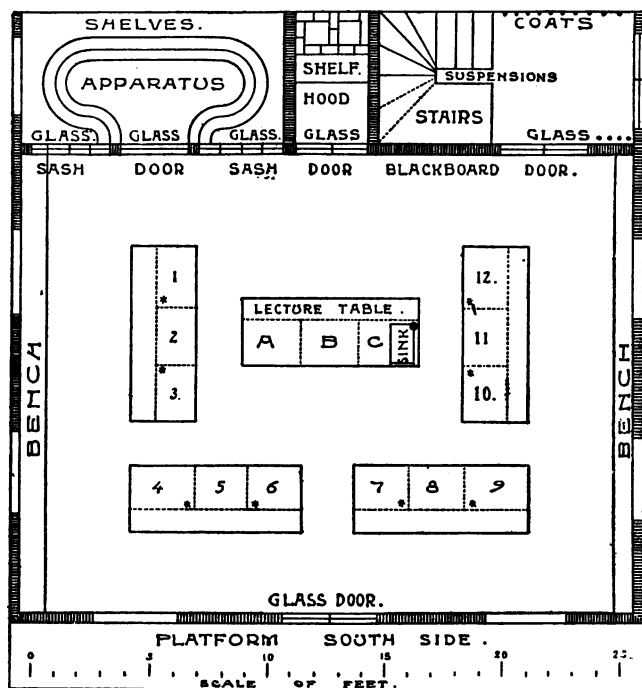 SHELVES.
COATS
APPARATUS
SHELF.
SUSPENSIONS
HOOD
STAIRS
GLASS. GLASS GLASS. GLASS GLASS
SASH DOOR SASH DOOR BLACKBOARD DOOR.
1 12.
LECTURE TABLE.
2 A B C SINK 11
3. 10.
BENCH BENCH
4 5 6 7 8 9
GLASS DOOR.
PLATFORM SOUTH SIDE.
0 5 10 15 20 25
SCALE OF FEET.